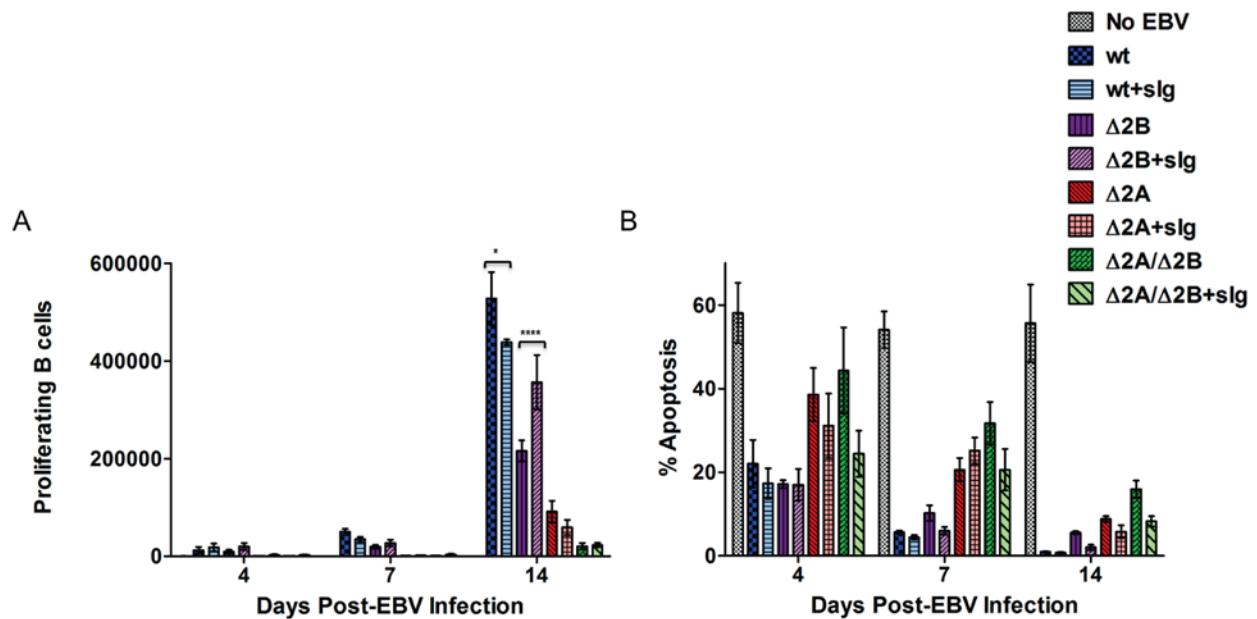 No EBV
wt
wt+sIg
Δ2B
Δ2B+sIg
Δ2A
Δ2A+sIg
Δ2A/Δ2B
Δ2A/Δ2B+sIg
A
Proliferating B cells
600000
400000
200000
0
*
****
4 7 14
Days Post-EBV Infection
B
% Apoptosis
60
40
20
0
4 7 14
Days Post-EBV Infection